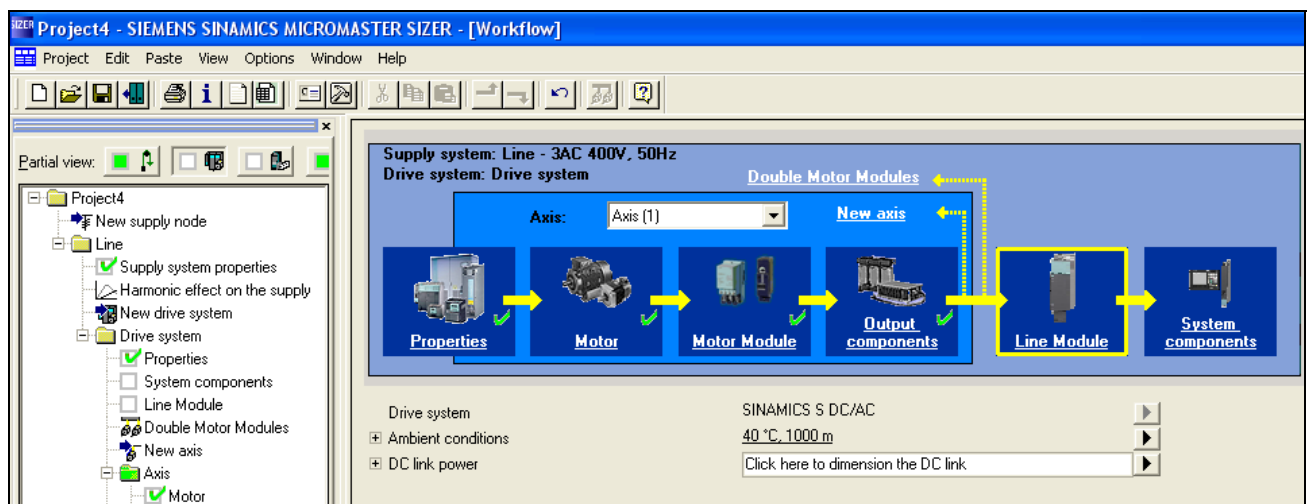 SIZER Project4 - SIEMENS SINAMICS MICROMASTER SIZER - [Workflow]
Project Edit Paste View Options Window Help
Partial view:
Project4
New supply node
Line
Supply system properties
Harmonic effect on the supply
New drive system
Drive system
Properties
System components
Line Module
Double Motor Modules
New axis
Axis
Motor
Supply system: Line - 3AC 400V, 50Hz
Drive system: Drive system
Double Motor Modules
Axis: Axis (1)
New axis
Properties
Motor
Motor Module
Output
components
Line Module
System
components
Drive system SINAMICS S DC/AC
Ambient conditions 40 °C, 1000 m
DC link power Click here to dimension the DC link